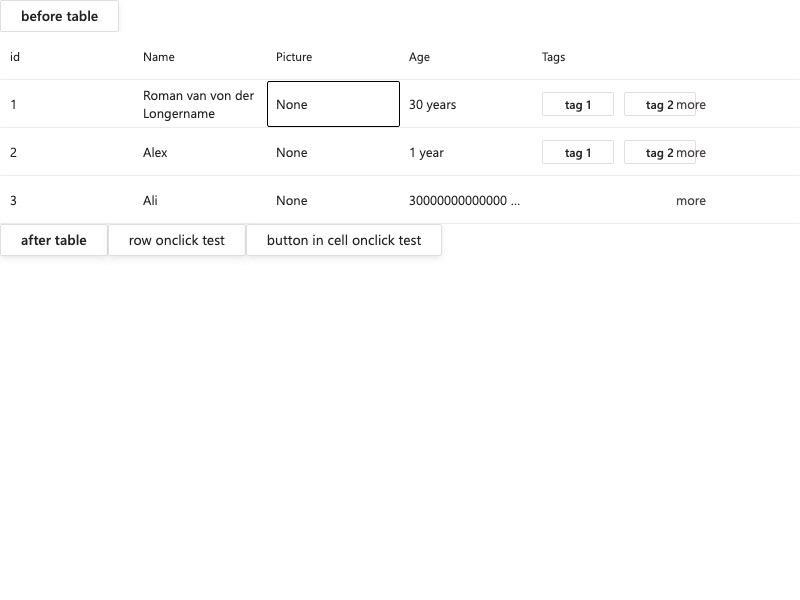 before table
id Name Picture Age Tags
1 Roman van von der Longername None 30 years tag 1 tag 2 more
2 Alex None 1 year tag 1 tag 2 more
3 Ali None 30000000000000 ... more
after table row onclick test button in cell onclick test